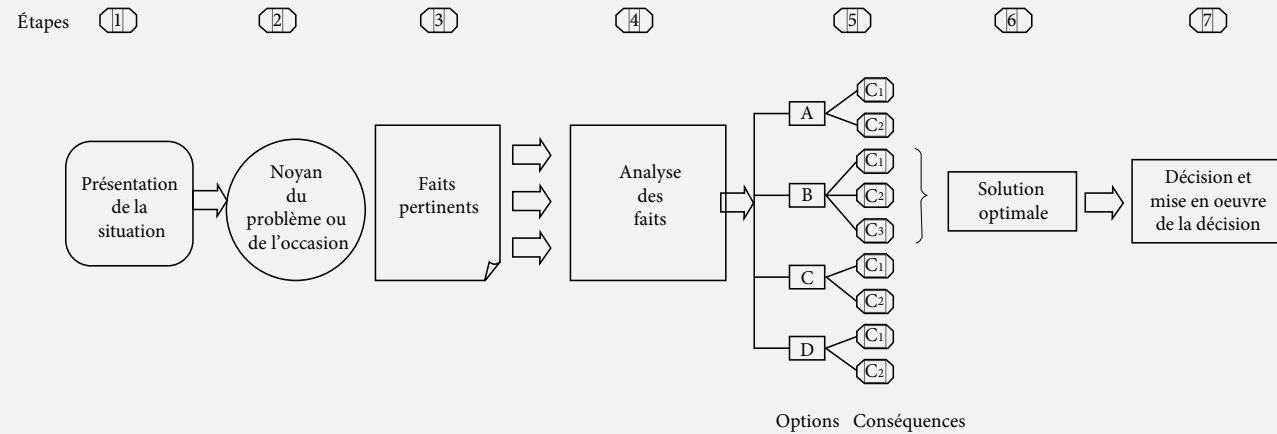 Étapes 1 2 3 4 5 6 7
Présentation
de la
situation
Noyan
du
problème ou
de l'occasion
Faits
pertinents
Analyse
des
faits
A
C1
C2
B
C1
C2
C3
C
C1
C2
D
C1
C2
Solution
optimale
Décision et
mise en oeuvre
de la décision
Options Conséquences